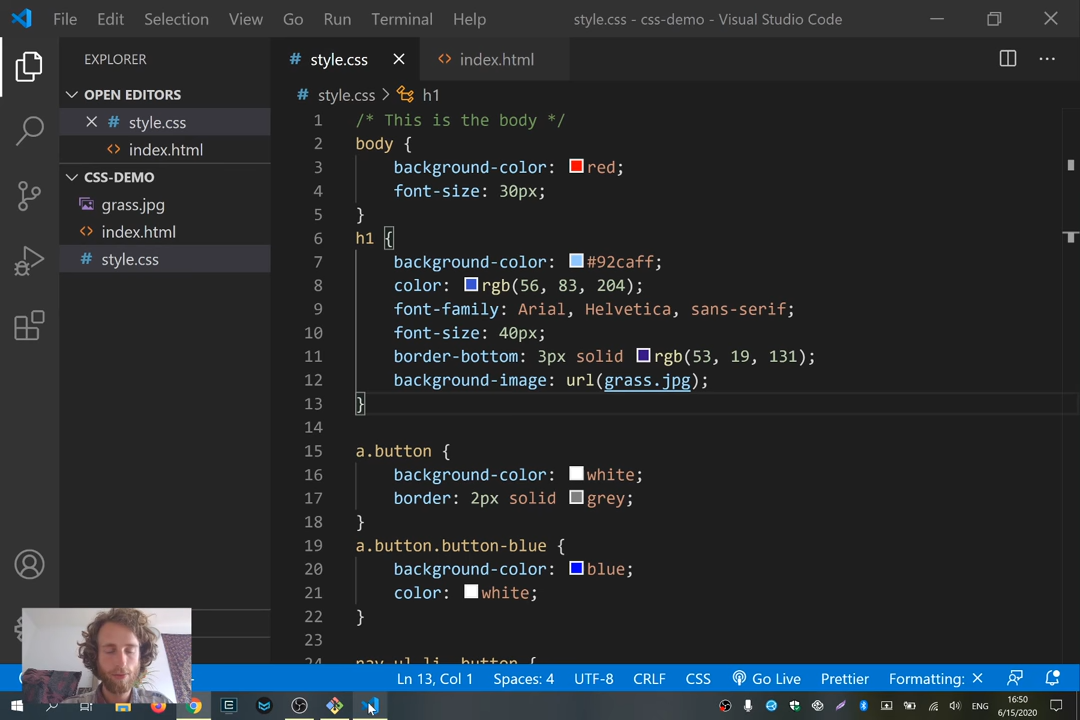 File Edit Selection View Go Run Terminal Help style.css - css-demo - Visual Studio Code
EXPLORER
# style.css
<> index.html
OPEN EDITORS
# style.css > h1
# style.css
<> index.html
CSS-DEMO
grass.jpg
<> index.html
# style.css
1 /* This is the body */
2 body {
3 background-color: red;
4 font-size: 30px;
5 }
6 h1 {
7 background-color: #92caff;
8 color: rgb(56, 83, 204);
9 font-family: Arial, Helvetica, sans-serif;
10 font-size: 40px;
11 border-bottom: 3px solid rgb(53, 19, 131);
12 background-image: url(grass.jpg);
13 }
14
15 a.button {
16 background-color: white;
17 border: 2px solid grey;
18 }
19 a.button.button-blue {
20 background-color: blue;
21 color: white;
22 }
23
24
Ln 13, Col 1 Spaces: 4 UTF-8 CRLF CSS Go Live Prettier Formatting: ×
ENG
16:50
6/15/2020